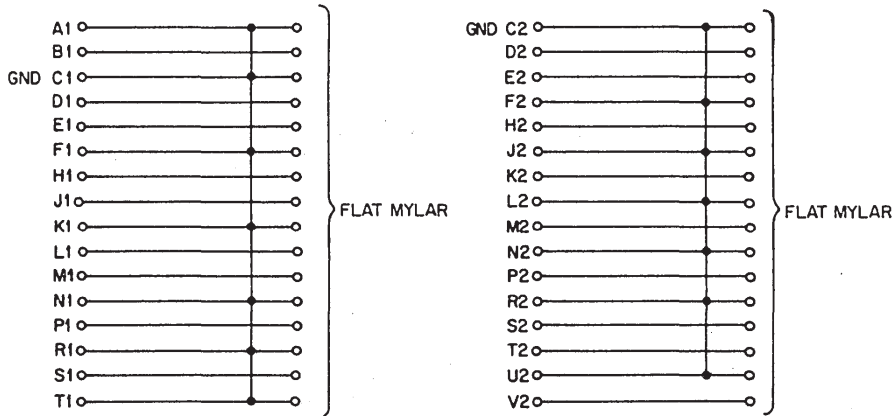 A1
B1
GND C1
D1
E1
F1
H1
J1
K1
L1
M1
N1
P1
R1
S1
T1
FLAT MYLAR
GND C2
D2
E2
F2
H2
J2
K2
L2
M2
N2
P2
R2
S2
T2
U2
V2
FLAT MYLAR